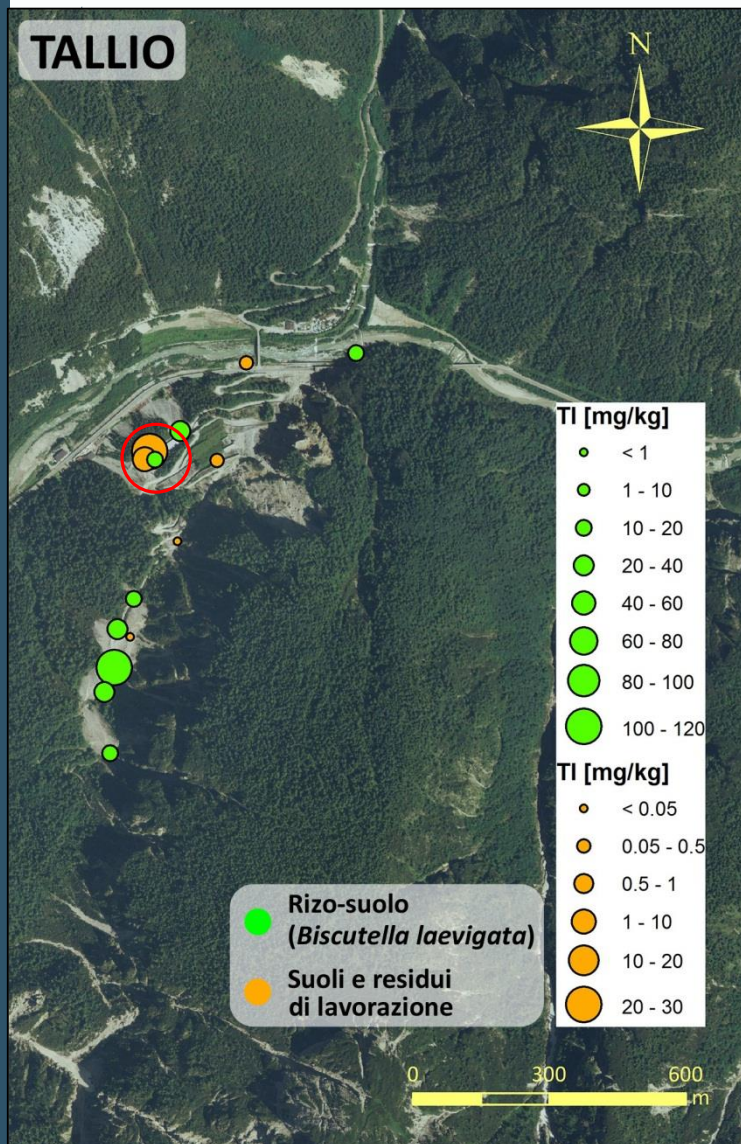 TALLIO
N
Tl [mg/kg]
< 1
1 - 10
10 - 20
20 - 40
40 - 60
60 - 80
80 - 100
100 - 120
Tl [mg/kg]
< 0.05
0.05 - 0.5
0.5 - 1
1 - 10
10 - 20
20 - 30
Rizo-suolo
(Biscutella laevigata)
Suoli e residui
di lavorazione
0 300 600
m